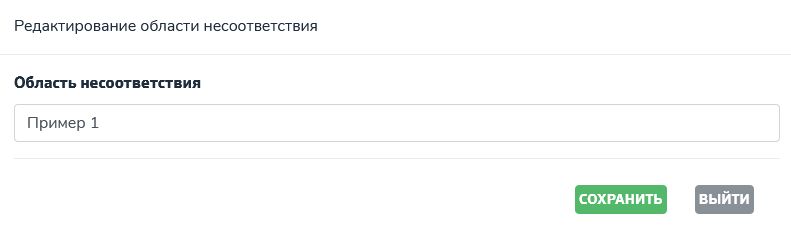 Редактирование области несоответствия
Область несоответствия
Пример 1
СОХРАНИТЬ ВЫЙТИ